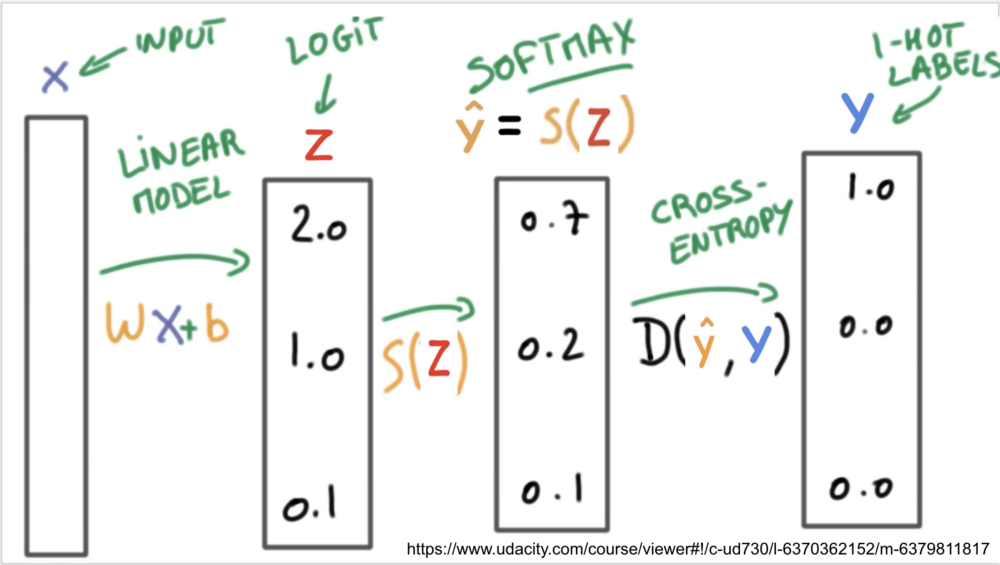 INPUT
X
LINEAR
MODEL
WX+b
LOGIT
Z
2.0
1.0
0.1
S(Z)
SOFTMAX
ŷ = S(Z)
0.7
0.2
0.1
CROSS-
ENTROPY
D(ŷ, y)
1-HOT
LABELS
y
1.0
0.0
0.0
https://www.udacity.com/course/viewer#!/c-ud730/l-6370362152/m-6379811817